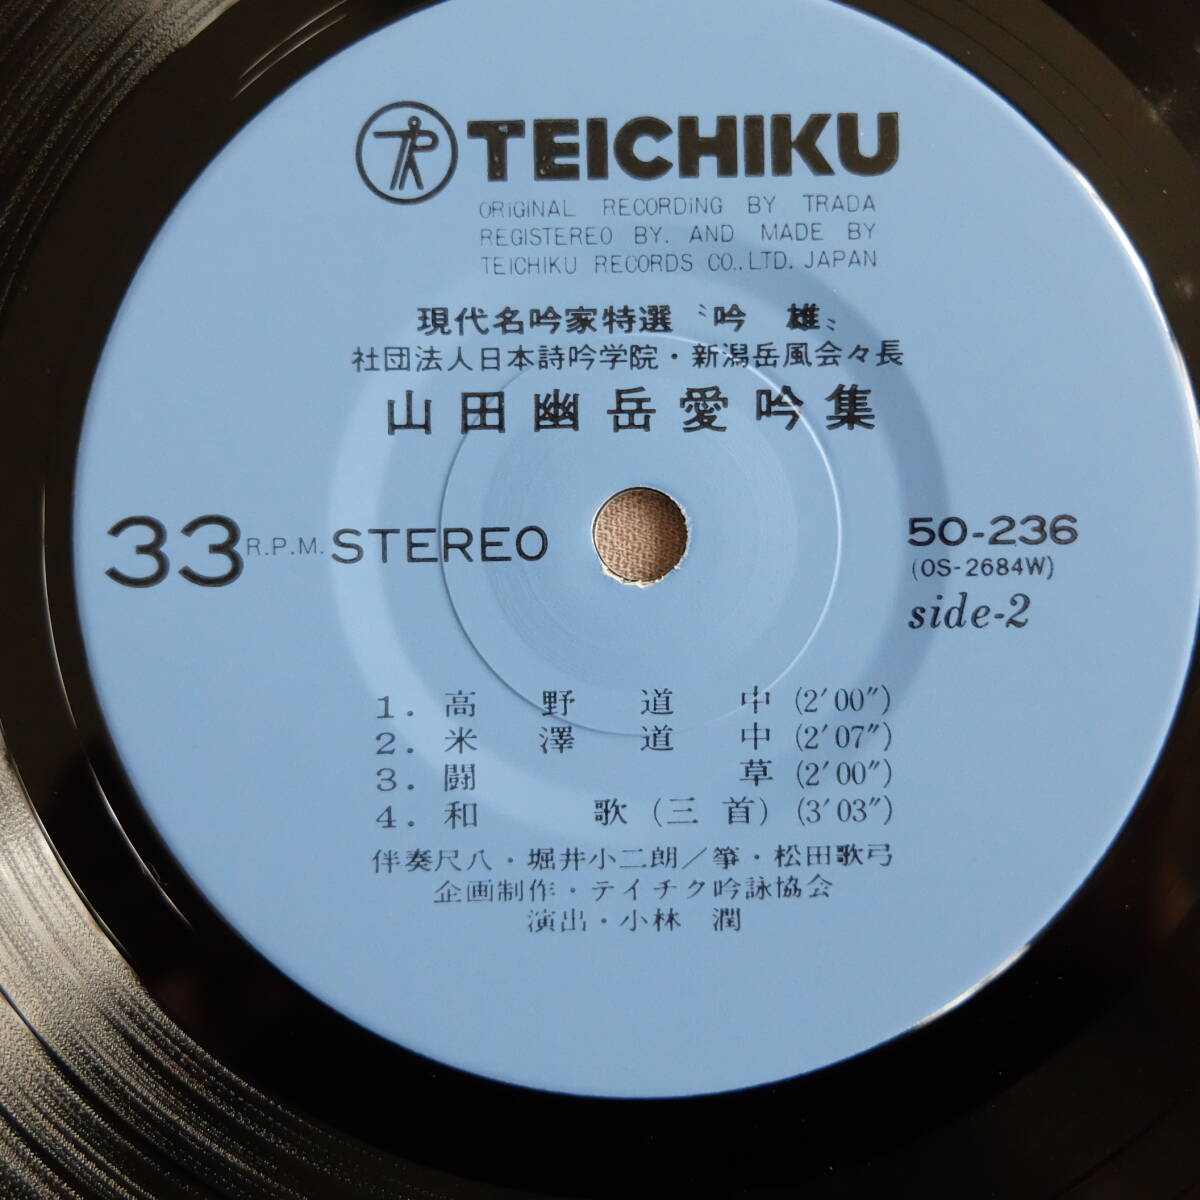 TEICHIKU
ORIGINAL RECORDING BY TRADA
REGISTEREO BY. AND MADE BY
TEICHIKU RECORDS CO.,LTD. JAPAN
現代名吟家特選〝吟 雄〟
社団法人日本詩吟学院・新潟岳風会々長
山田幽岳愛吟集
33 R.P.M. STEREO
50-236
(OS-2684W)
side-2
1. 高野道中 (2′00″)
2. 米澤道中 (2′07″)
3. 闘草 (2′00″)
4. 和歌(三首) (3′03″)
伴奏尺八・堀井小二朗/箏・松田歌弓
企画制作・テイチク吟詠協会
演出・小林 潤